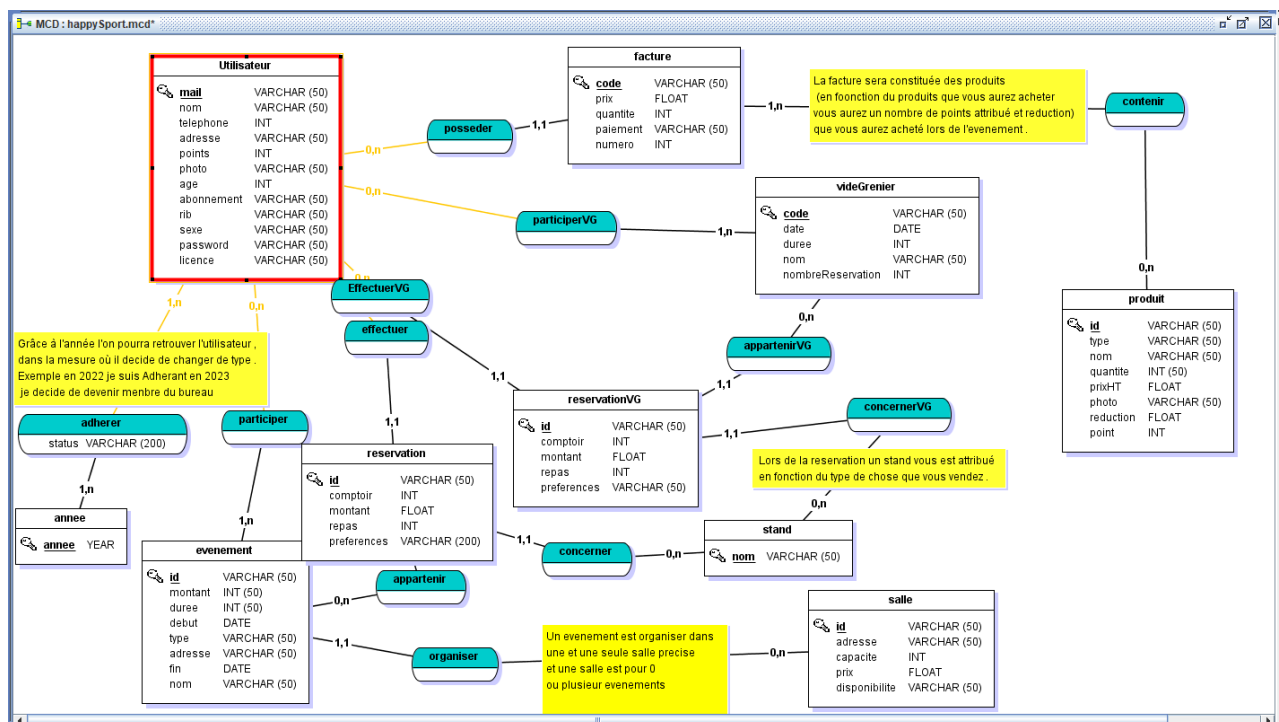 MCD : happySport.mcd*
Utilisateur
mail VARCHAR (50)
nom VARCHAR (50)
telephone INT
adresse VARCHAR (50)
points INT
photo VARCHAR (50)
age INT
abonnement VARCHAR (50)
rib VARCHAR (50)
sexe VARCHAR (50)
password VARCHAR (50)
licence VARCHAR (50)
0,n
posseder
1,1
facture
code VARCHAR (50)
prix FLOAT
quantite INT
paiement VARCHAR (50)
numero INT
1,n
La facture sera constituée des produits
(en foonction du produits que vous aurez acheter
vous aurez un nombre de points attribué et reduction)
que vous aurez acheté lors de l'evenement .
contenir
0,n
0,n
participerVG
1,n
videGrenier
code VARCHAR (50)
date DATE
duree INT
nom VARCHAR (50)
nombreReservation INT
0,n
appartenirVG
1,1
produit
id VARCHAR (50)
type VARCHAR (50)
nom VARCHAR (50)
quantite INT (50)
prixHT FLOAT
photo VARCHAR (50)
reduction FLOAT
point INT
0,n
EffectuerVG
1,1
effectuer
1,1
1,n
0,n
Grâce à l'année l'on pourra retrouver l'utilisateur ,
dans la mesure où il decide de changer de type .
Exemple en 2022 je suis Adherant en 2023
je decide de devenir menbre du bureau
adherer
status VARCHAR (200)
1,n
annee
annee YEAR
participer
1,n
reservation
id VARCHAR (50)
comptoir INT
montant FLOAT
repas INT
preferences VARCHAR (200)
reservationVG
id VARCHAR (50)
comptoir INT
montant FLOAT
repas INT
preferences VARCHAR (50)
1,1
concernerVG
Lors de la reservation un stand vous est attribué
en fonction du type de chose que vous vendez .
0,n
stand
nom VARCHAR (50)
1,1
concerner
0,n
evenement
id VARCHAR (50)
montant INT (50)
duree INT (50)
debut DATE
type VARCHAR (50)
adresse VARCHAR (50)
fin DATE
nom VARCHAR (50)
0,n
appartenir
1,1
organiser
Un evenement est organiser dans
une et une seule salle precise
et une salle est pour 0
ou plusieur evenements
0,n
salle
id VARCHAR (50)
adresse VARCHAR (50)
capacite INT
prix FLOAT
disponibilite VARCHAR (50)